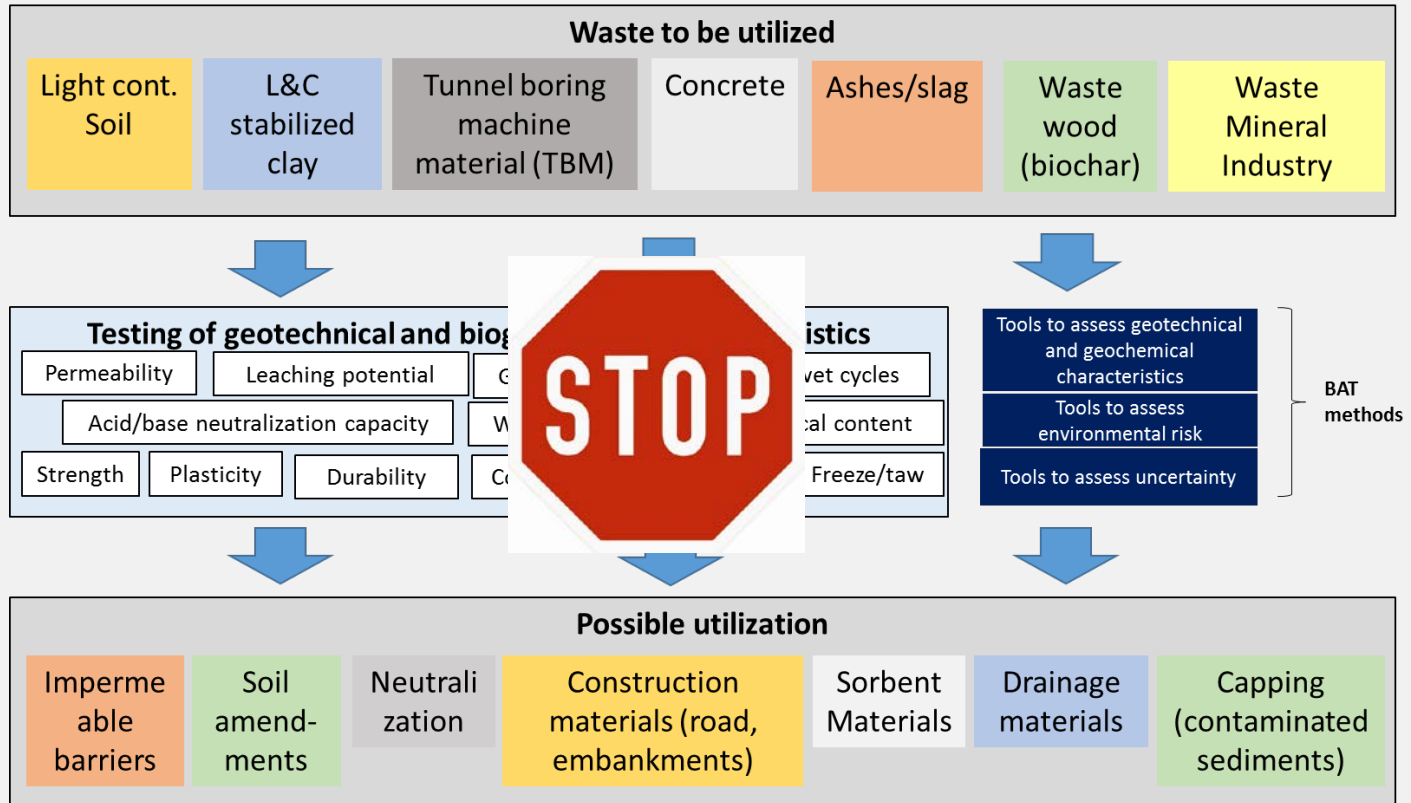 Waste to be utilized
Light cont.
Soil
L&C
stabilized
clay
Tunnel boring
machine
material (TBM)
Concrete
Ashes/slag
Waste
wood
(biochar)
Waste
Mineral
Industry
Testing of geotechnical and
Permeability
Leaching potential
cycles
Acid/base neutralization capacity
content
Strength
Plasticity
Durability
Freeze/taw
STOP
Tools to assess geotechnical
and geochemical
characteristics
Tools to assess
environmental risk
Tools to assess uncertainty
BAT
methods
Possible utilization
Imperme
able
barriers
Soil
amend-
ments
Neutrali
zation
Construction
materials (road,
embankments)
Sorbent
Materials
Drainage
materials
Capping
(contaminated
sediments)